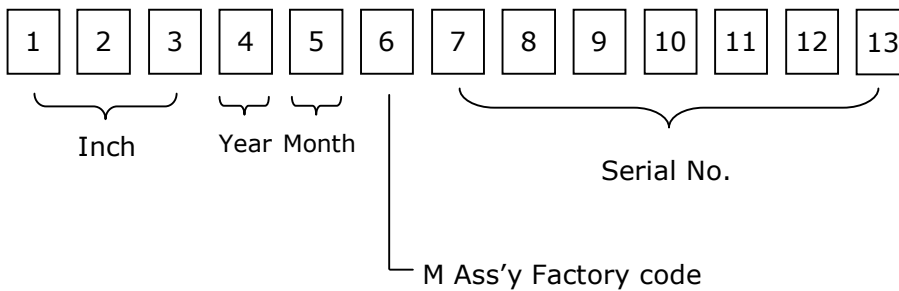 1 2 3 4 5 6 7 8 9 10 11 12 13
Inch Year Month
Serial No.
M Ass’y Factory code